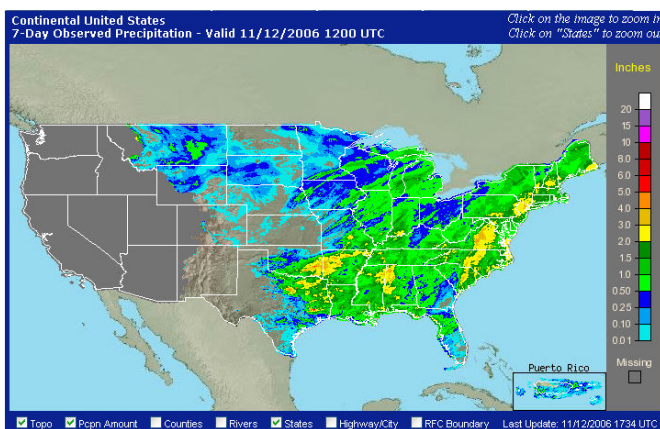 Continental United States
7-Day Observed Precipitation - Valid 11/12/2006 1200 UTC
Click on the image to zoom in
Click on "States" to zoom out
Inches
20
15
10
8.0
6.0
5.0
4.0
3.0
2.0
1.5
1.0
0.50
0.25
0.10
0.01
Missing
Puerto Rico
Topo Pcpn Amount Counties Rivers States Highway/City RFC Boundary Last Update: 11/12/2006 1734 UTC